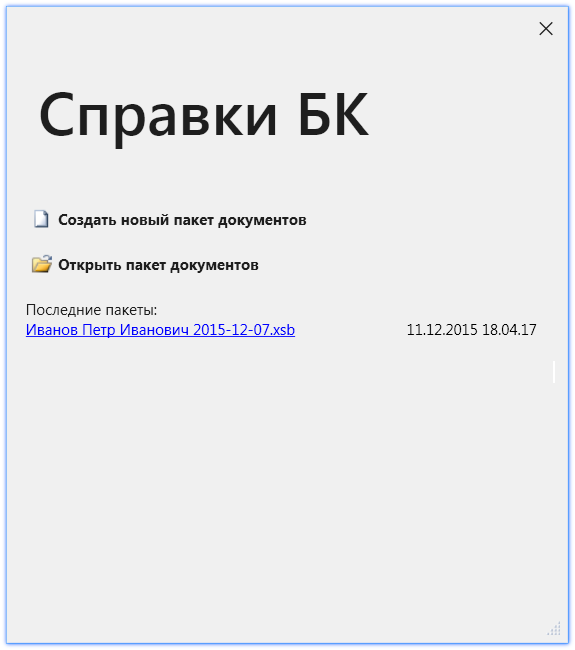 Справки БК
Создать новый пакет документов
Открыть пакет документов
Последние пакеты:
Иванов Петр Иванович 2015-12-07.xsb 11.12.2015 18.04.17